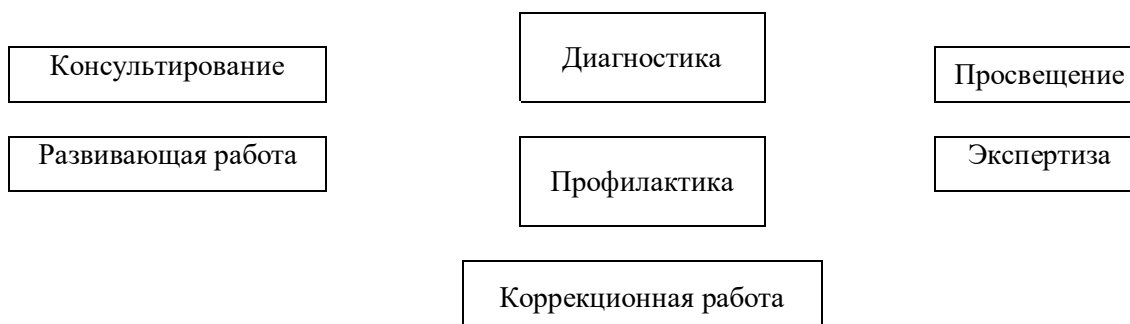 Консультирование
Диагностика
Просвещение
Развивающая работа
Профилактика
Экспертиза
Коррекционная работа